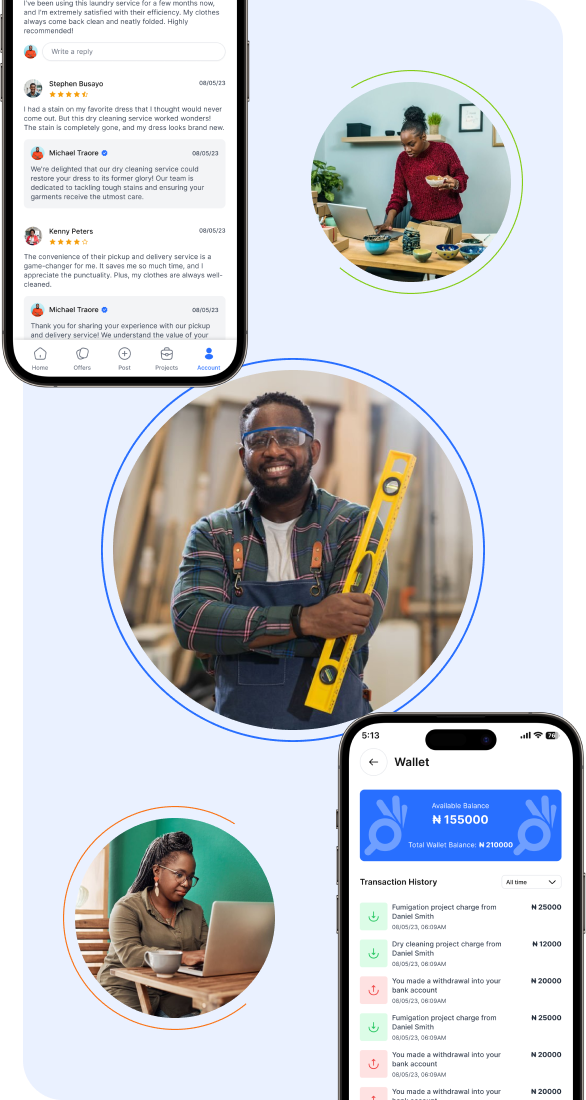 I've been using this laundry service for a few months now,
and I'm extremely satisfied with their efficiency. My clothes
always come back clean and neatly folded. Highly
recommended!
Write a reply
Stephen Busayo
08/05/23
I had a stain on my favorite dress that I thought would never
come out. But this dry cleaning service worked wonders!
The stain is completely gone, and my dress looks brand new.
Michael Traore
08/05/23
We're delighted that our dry cleaning service could
restore your dress to its former glory! Our team is
dedicated to tackling tough stains and ensuring your
garments receive the utmost care.
Kenny Peters
08/05/23
The convenience of their pickup and delivery service is a
game-changer for me. It saves me so much time, and I
appreciate the punctuality. Plus, my clothes are always well-
cleaned.
Michael Traore
08/05/23
Thank you for sharing your experience with our pickup
and delivery service! We understand the value of your
Home
Offers
Post
Projects
Account
5:13
76
Wallet
Available Balance
₦ 155000
Total Wallet Balance: ₦ 210000
Transaction History
All time
Fumigation project charge from
Daniel Smith
₦ 25000
08/05/23, 06:09AM
Dry cleaning project charge from
Daniel Smith
₦ 12000
08/05/23, 06:09AM
You made a withdrawal into your
bank account
₦ 20000
08/05/23, 06:09AM
Fumigation project charge from
Daniel Smith
₦ 25000
08/05/23, 06:09AM
You made a withdrawal into your
bank account
₦ 20000
08/05/23, 06:09AM
You made a withdrawal into your
bank account
₦ 20000